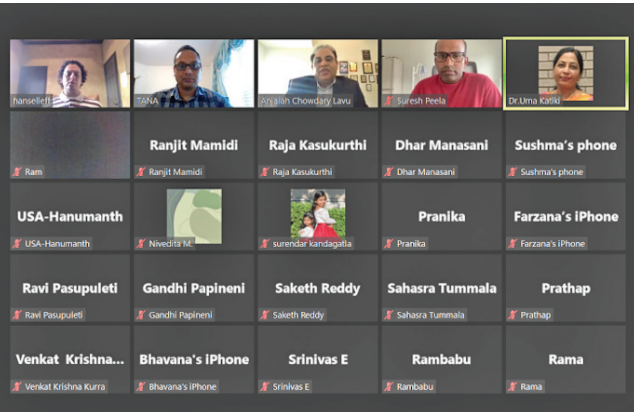 hanselleft
TANA
Anjaiah Chowdary Lavu
Suresh Peela
Dr.Uma Katiki
Ram
Ranjit Mamidi
Ranjit Mamidi
Raja Kasukurthi
Raja Kasukurthi
Dhar Manasani
Dhar Manasani
Sushma's phone
Sushma's phone
USA-Hanumanth
USA-Hanumanth
Nivedita M.
surendar kandagatla
Pranika
Pranika
Farzana's iPhone
Farzana's iPhone
Ravi Pasupuleti
Ravi Pasupuleti
Gandhi Papineni
Gandhi Papineni
Saketh Reddy
Saketh Reddy
Sahasra Tummala
Sahasra Tummala
Prathap
Prathap
Venkat Krishna...
Venkat Krishna Kurra
Bhavana's iPhone
Bhavana's iPhone
Srinivas E
Srinivas E
Rambabu
Rambabu
Rama
Rama